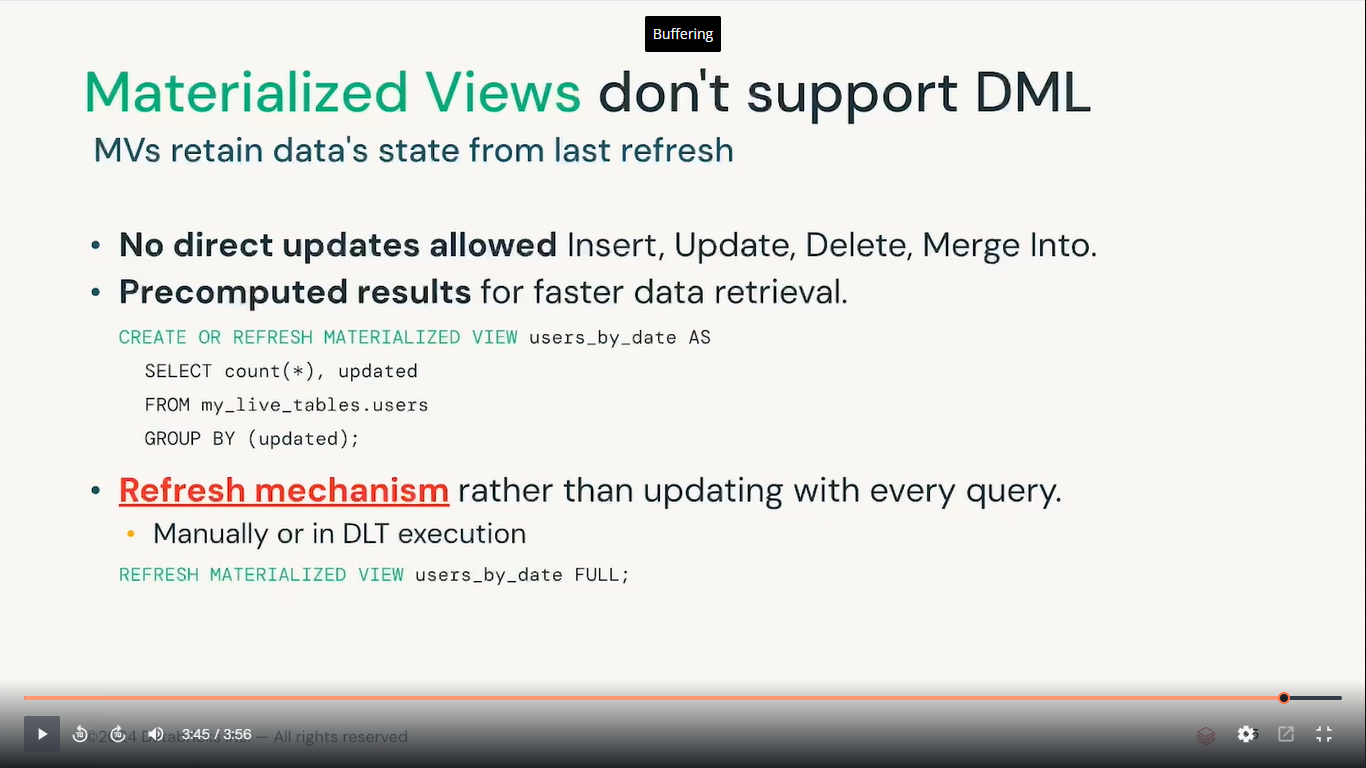 Buffering
Materialized Views don't support DML
MVs retain data's state from last refresh
• No direct updates allowed Insert, Update, Delete, Merge Into.
• Precomputed results for faster data retrieval.
CREATE OR REFRESH MATERIALIZED VIEW users_by_date AS
SELECT count(*), updated
FROM my_live_tables.users
GROUP BY (updated);
• Refresh mechanism rather than updating with every query.
• Manually or in DLT execution
REFRESH MATERIALIZED VIEW users_by_date FULL;
10 10 3:45 / 3:56
— All rights reserved